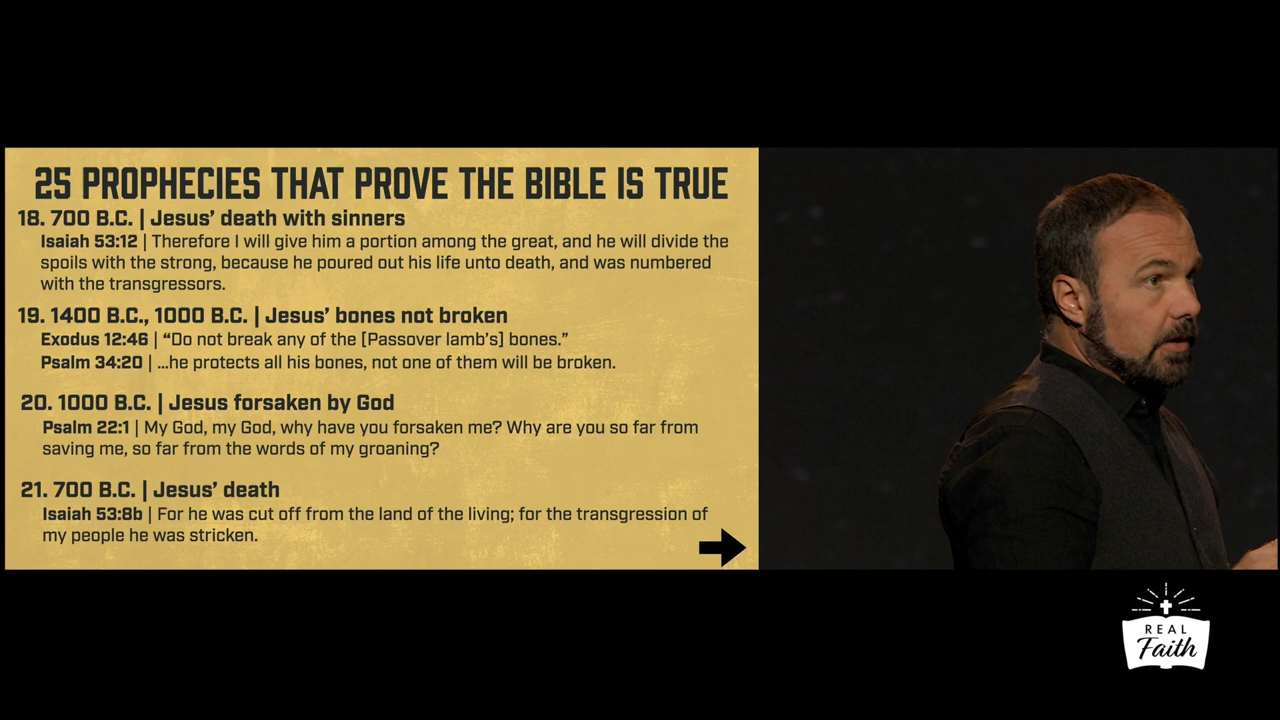 25 PROPHECIES THAT PROVE THE BIBLE IS TRUE
18. 700 B.C. | Jesus’ death with sinners
Isaiah 53:12 | Therefore I will give him a portion among the great, and he will divide the
spoils with the strong, because he poured out his life unto death, and was numbered
with the transgressors.
19. 1400 B.C., 1000 B.C. | Jesus’ bones not broken
Exodus 12:46 | “Do not break any of the [Passover lamb’s] bones.”
Psalm 34:20 | ...he protects all his bones, not one of them will be broken.
20. 1000 B.C. | Jesus forsaken by God
Psalm 22:1 | My God, my God, why have you forsaken me? Why are you so far from
saving me, so far from the words of my groaning?
21. 700 B.C. | Jesus’ death
Isaiah 53:8b | For he was cut off from the land of the living; for the transgression of
my people he was stricken.
REAL
Faith